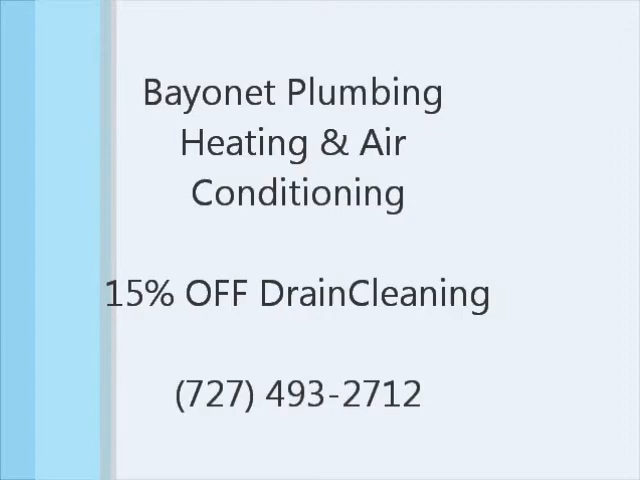 Bayonet Plumbing
Heating & Air
Conditioning
15% OFF DrainCleaning
(727) 493-2712